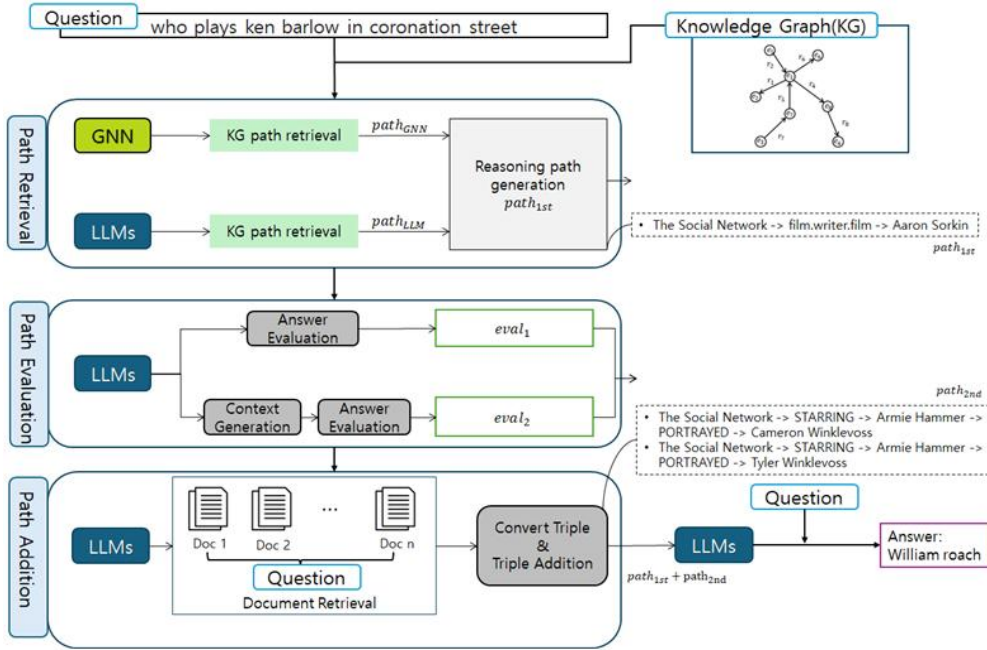 Question
who plays ken barlow in coronation street
Knowledge Graph(KG)
Path Retrieval
GNN
KG path retrieval
path_GNN
LLMs
KG path retrieval
path_LLM
Reasoning path
generation
path_1st
• The Social Network -> film.writer.film -> Aaron Sorkin
path_1st
Path Evaluation
LLMs
Answer
Evaluation
eval_1
Context
Generation
Answer
Evaluation
eval_2
path_2nd
• The Social Network -> STARRING -> Armie Hammer ->
PORTRAYED -> Cameron Winklevoss
• The Social Network -> STARRING -> Armie Hammer ->
PORTRAYED -> Tyler Winklevoss
Path Addition
LLMs
Doc 1
Doc 2
...
Doc n
Question
Document Retrieval
Convert Triple
&
Triple Addition
path_1st + path_2nd
LLMs
Question
Answer:
William roach